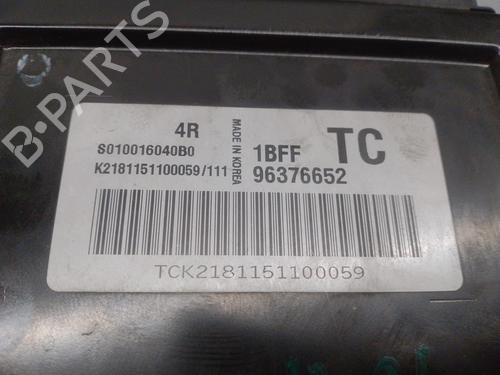 B-PARTS
4R
S010016040B0
K2181151100059/111
MADE IN KOREA
1BFF
TC
96376652
TCK2181151100059